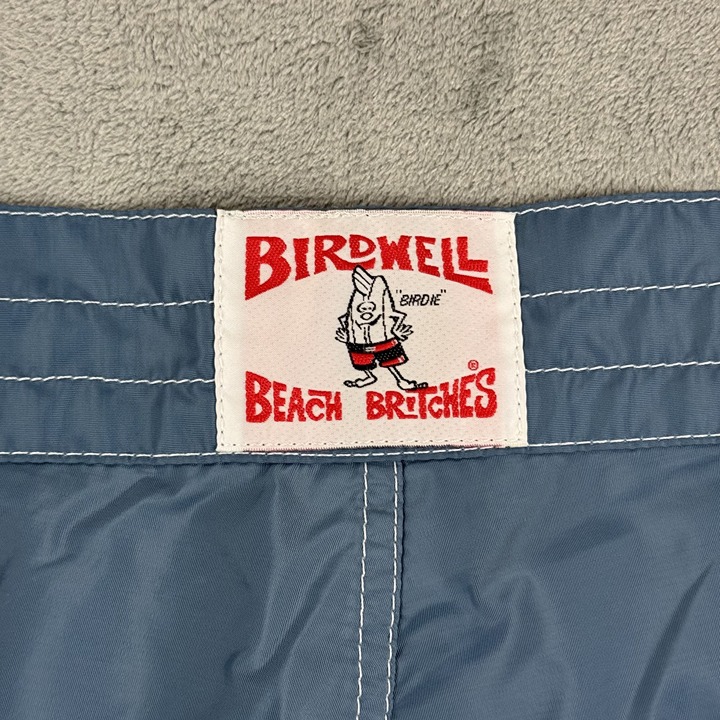 BIRDWELL
"BIRDIE"
®
BEACH BRITCHES